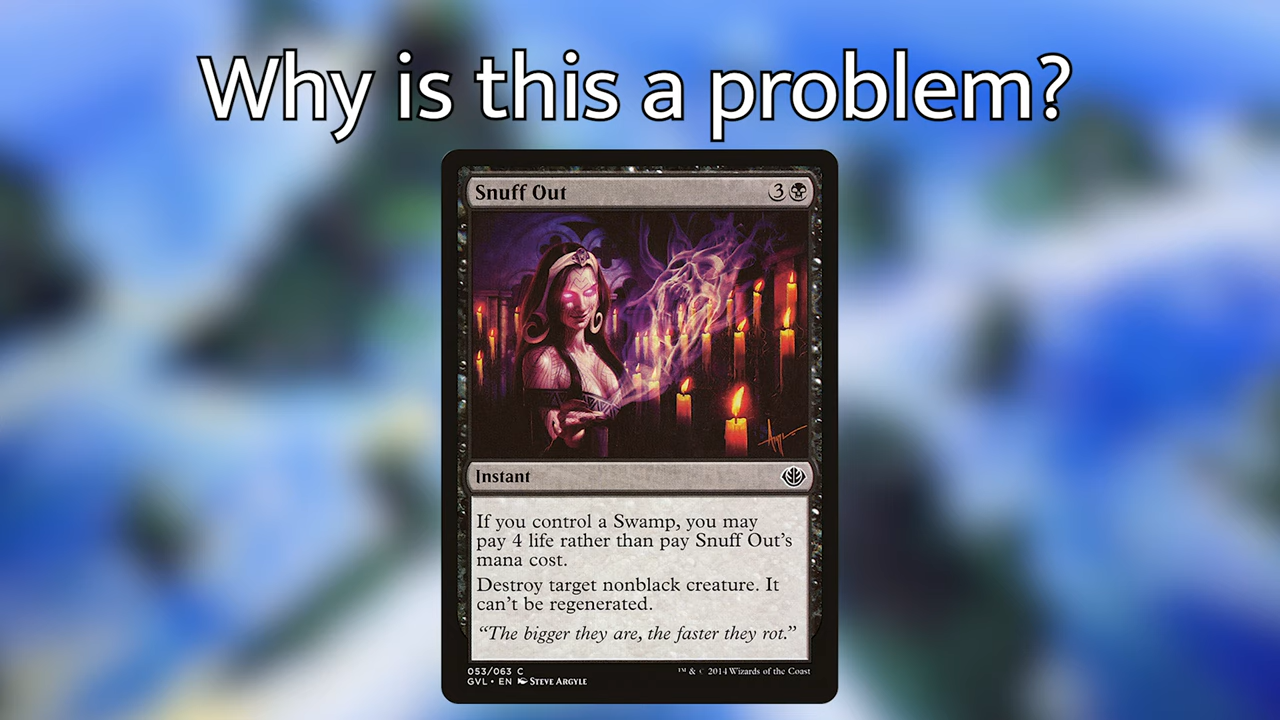 Why is this a problem?
Snuff Out
3
Instant
If you control a Swamp, you may
pay 4 life rather than pay Snuff Out's
mana cost.
Destroy target nonblack creature. It
can't be regenerated.
“The bigger they are, the faster they rot.”
053/063 C
™ & © 2014 Wizards of the Coast
GVL • EN Steve Argyle